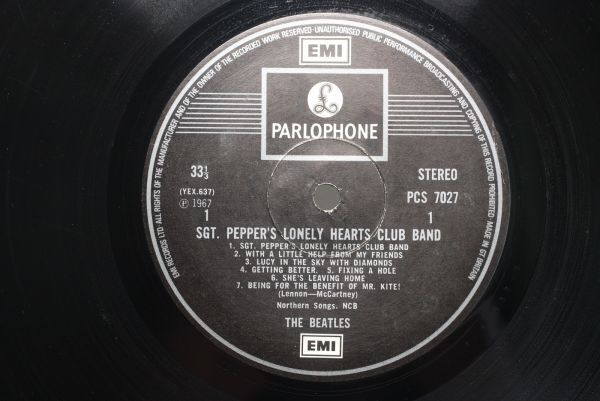 EMI RECORDS LTD ALL RIGHTS OF THE MANUFACTURER AND OF THE OWNER OF THE RECORDED WORK RESERVED · UNAUTHORISED PUBLIC PERFORMANCE BROADCASTING AND COPYING OF THIS RECORD PROHIBITED MADE IN GT BRITAIN
EMI
£
PARLOPHONE
33⅓ STEREO
(YEX.637) PCS 7027
℗ 1967
1 1
SGT. PEPPER'S LONELY HEARTS CLUB BAND
1. SGT. PEPPER'S LONELY HEARTS CLUB BAND
2. WITH A LITTLE HELP FROM MY FRIENDS
3. LUCY IN THE SKY WITH DIAMONDS
4. GETTING BETTER. 5. FIXING A HOLE
6. SHE'S LEAVING HOME
7. BEING FOR THE BENEFIT OF MR. KITE!
(Lennon—McCartney)
Northern Songs. NCB
THE BEATLES
EMI